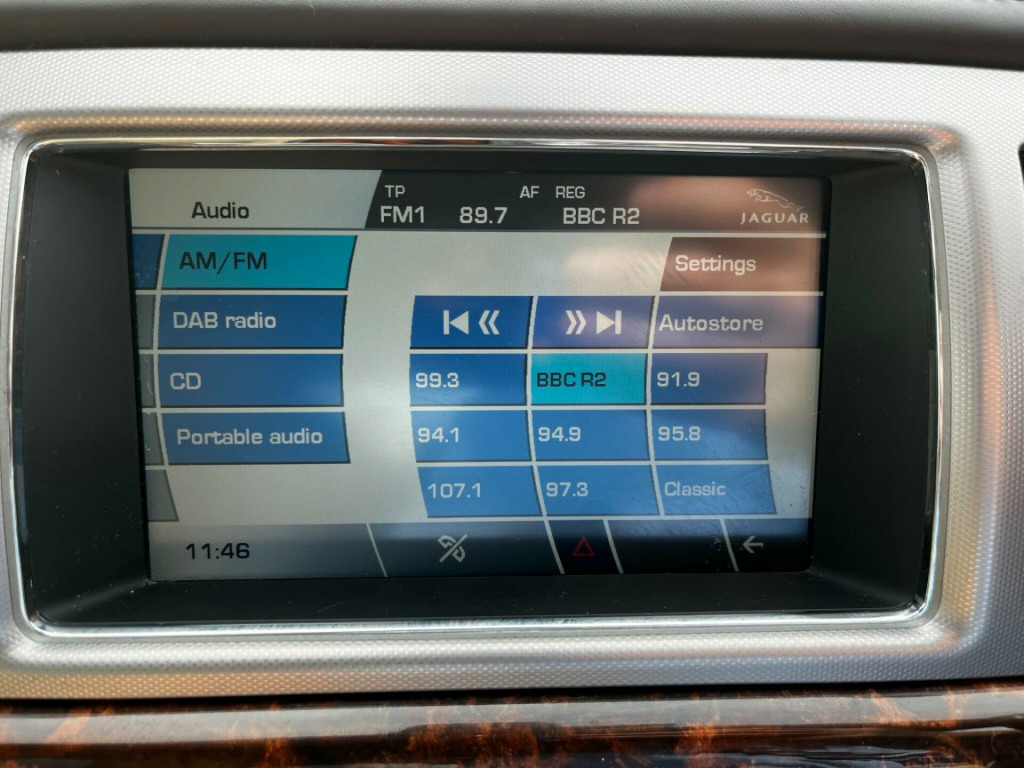 TP AF REG
Audio FM1 89.7 BBC R2 JAGUAR
AM/FM Settings
DAB radio Autostore
CD 99.3 BBC R2 91.9
Portable audio 94.1 94.9 95.8
107.1 97.3 Classic
11:46